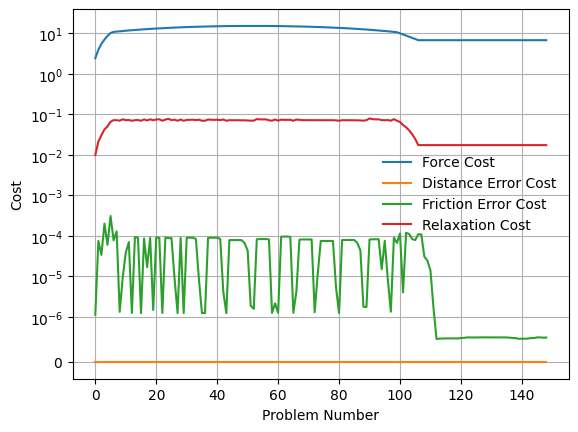 10¹
10⁰
10⁻¹
10⁻²
10⁻³
10⁻⁴
10⁻⁵
10⁻⁶
0
Cost
Force Cost
Distance Error Cost
Friction Error Cost
Relaxation Cost
0 20 40 60 80 100 120 140
Problem Number